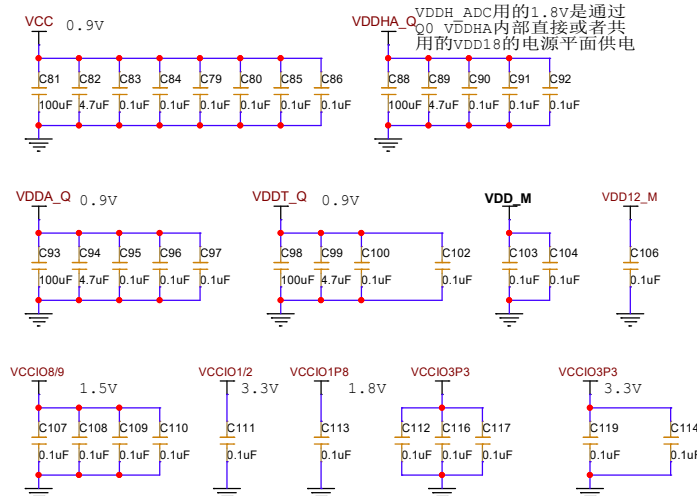 VCC 0.9V
VDDHA_Q
VDDH_ADC用的1.8V是通过
Q0 VDDHA内部直接或者共
用的VDD18的电源平面供电
C81 C82 C83 C84 C79 C80 C85 C86
100uF 4.7uF 0.1uF 0.1uF 0.1uF 0.1uF 0.1uF 0.1uF
C88 C89 C90 C91 C92
100uF 4.7uF 0.1uF 0.1uF 0.1uF
VDDA_Q 0.9V
VDDT_Q 0.9V
VDD_M
VDD12_M
C93 C94 C95 C96 C97
100uF 4.7uF 0.1uF 0.1uF 0.1uF
C98 C99 C100 C102
100uF 4.7uF 0.1uF 0.1uF
C103 C104
0.1uF 0.1uF
C106
0.1uF
VCCIO8/9
1.5V
VCCIO1/2
3.3V
VCCIO1P8
1.8V
VCCIO3P3
VCCIO3P3
3.3V
C107 C108 C109 C110
0.1uF 0.1uF 0.1uF 0.1uF
C111
0.1uF
C113
0.1uF
C112 C116 C117
0.1uF 0.1uF 0.1uF
C119 C114
0.1uF 0.1uF